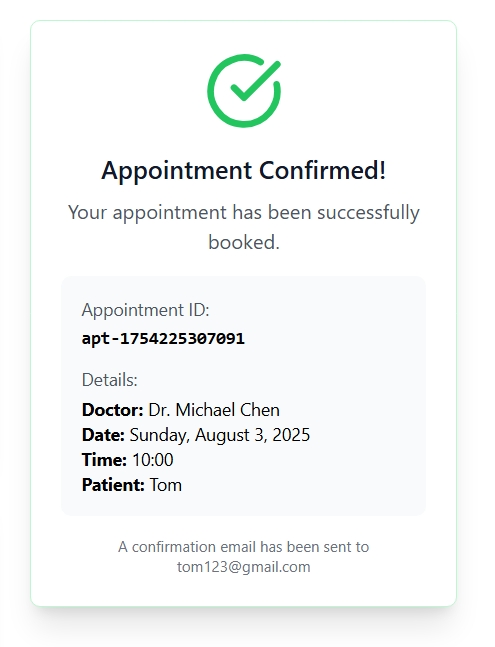 Appointment Confirmed!
Your appointment has been successfully
booked.
Appointment ID:
apt-1754225307091
Details:
Doctor: Dr. Michael Chen
Date: Sunday, August 3, 2025
Time: 10:00
Patient: Tom
A confirmation email has been sent to
tom123@gmail.com